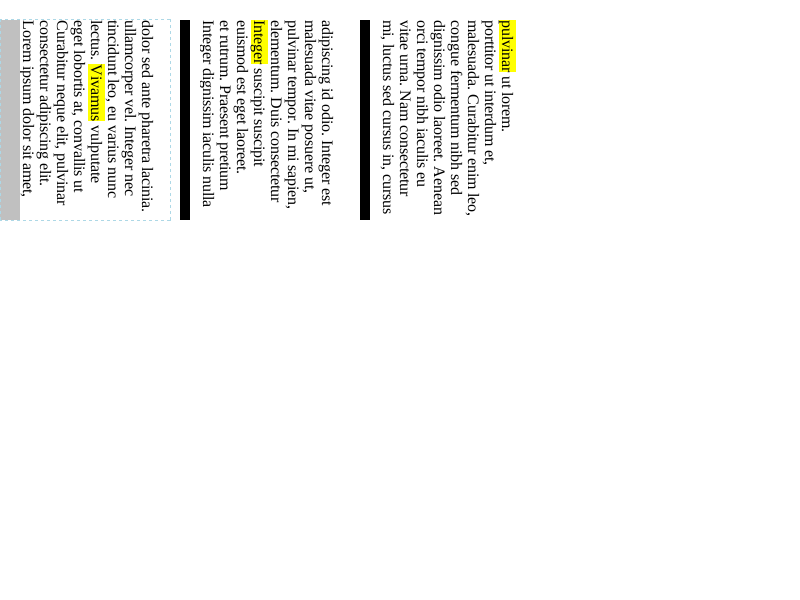 Lorem ipsum dolor sit amet,
consectetur adipiscing elit.
Curabitur neque elit, pulvinar
eget lobortis at, convallis ut
lectus. Vivamus vulputate
tincidunt leo, eu varius nunc
ullamcorper vel. Integer nec
dolor sed ante pharetra lacinia.
Integer dignissim iaculis nulla
et rutrum. Praesent pretium
euismod est eget laoreet.
Integer suscipit suscipit
elementum. Duis consectetur
pulvinar tempor. In mi sapien,
malesuada vitae posuere ut,
adipiscing id odio. Integer est
mi, luctus sed cursus in, cursus
vitae urna. Nam consectetur
orci tempor nibh iaculis eu
dignissim odio laoreet. Aenean
congue fermentum nibh sed
malesuada. Curabitur enim leo,
porttitor ut interdum et,
pulvinar ut lorem.